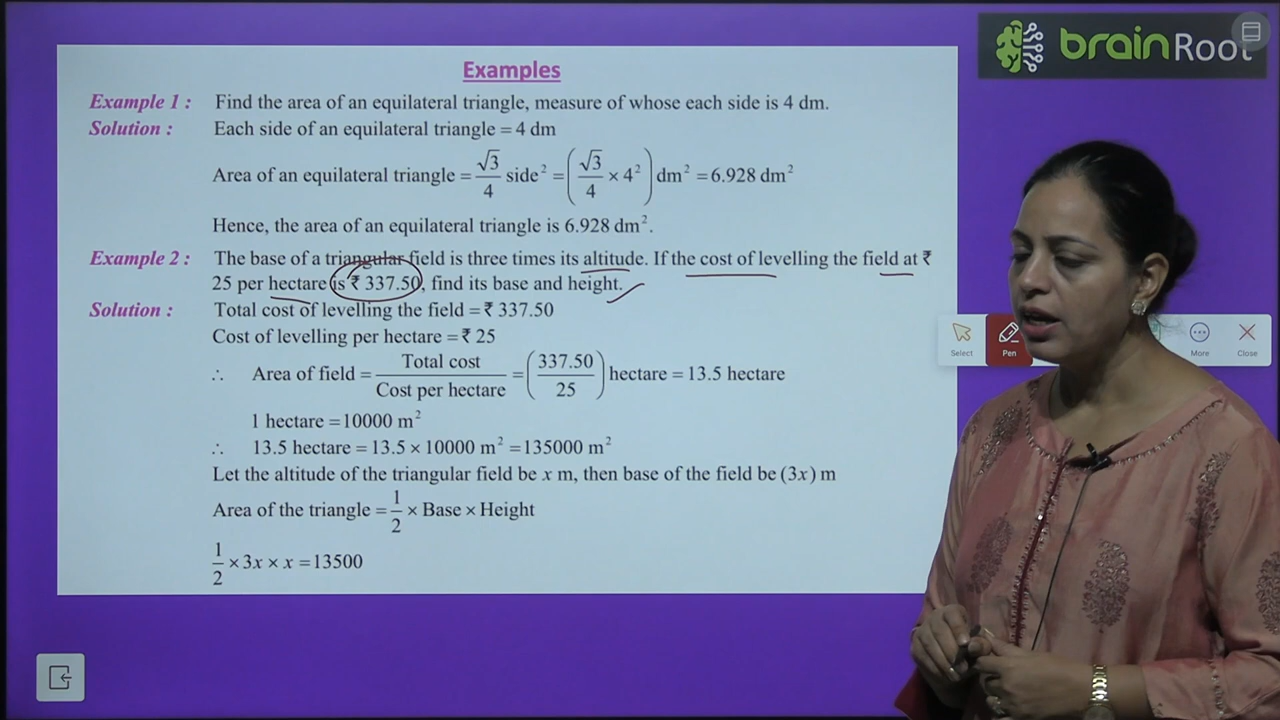 brainRoot
Examples
Example 1 : Find the area of an equilateral triangle, measure of whose each side is 4 dm.
Solution : Each side of an equilateral triangle = 4 dm
Area of an equilateral triangle = √3/4 side² = (√3/4 × 4²) dm² = 6.928 dm²
Hence, the area of an equilateral triangle is 6.928 dm².
Example 2 : The base of a triangular field is three times its altitude. If the cost of levelling the field at ₹
25 per hectare is ₹ 337.50, find its base and height.
Solution : Total cost of levelling the field = ₹ 337.50
Cost of levelling per hectare = ₹ 25
∴ Area of field = Total cost/Cost per hectare = (337.50/25) hectare = 13.5 hectare
1 hectare = 10000 m²
∴ 13.5 hectare = 13.5 × 10000 m² = 135000 m²
Let the altitude of the triangular field be x m, then base of the field be (3x) m
Area of the triangle = 1/2 × Base × Height
1/2 × 3x × x = 13500
Select Pen More Close